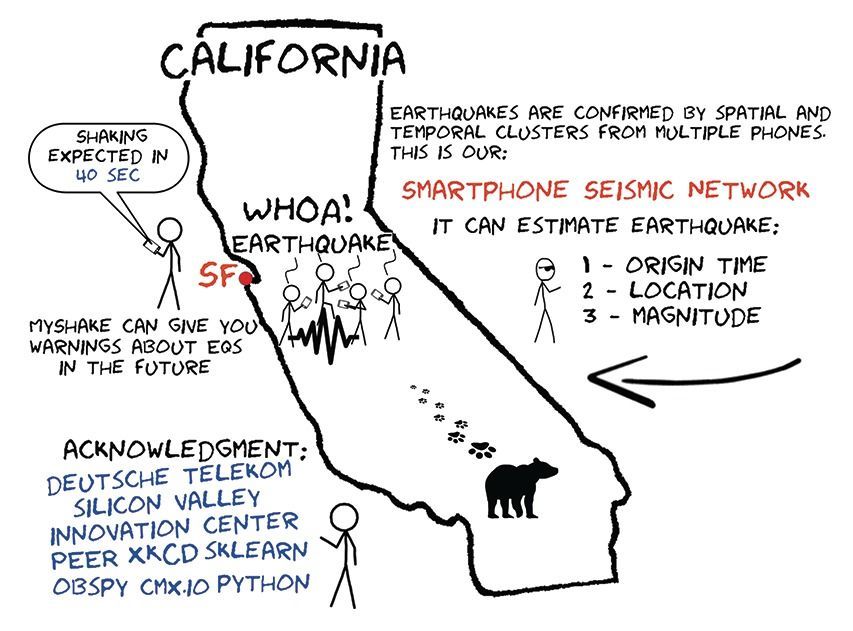 CALIFORNIA
EARTHQUAKES ARE CONFIRMED BY SPATIAL AND
TEMPORAL CLUSTERS FROM MULTIPLE PHONES.
THIS IS OUR:
SMARTPHONE SEISMIC NETWORK
IT CAN ESTIMATE EARTHQUAKE:
1 - ORIGIN TIME
2 - LOCATION
3 - MAGNITUDE
SHAKING
EXPECTED IN
40 SEC
WHOA!
EARTHQUAKE
SF
MYSHAKE CAN GIVE YOU
WARNINGS ABOUT EQS
IN THE FUTURE
ACKNOWLEDGMENT:
DEUTSCHE TELEKOM
SILICON VALLEY
INNOVATION CENTER
PEER XKCD SKLEARN
OBSPY CMX.IO PYTHON